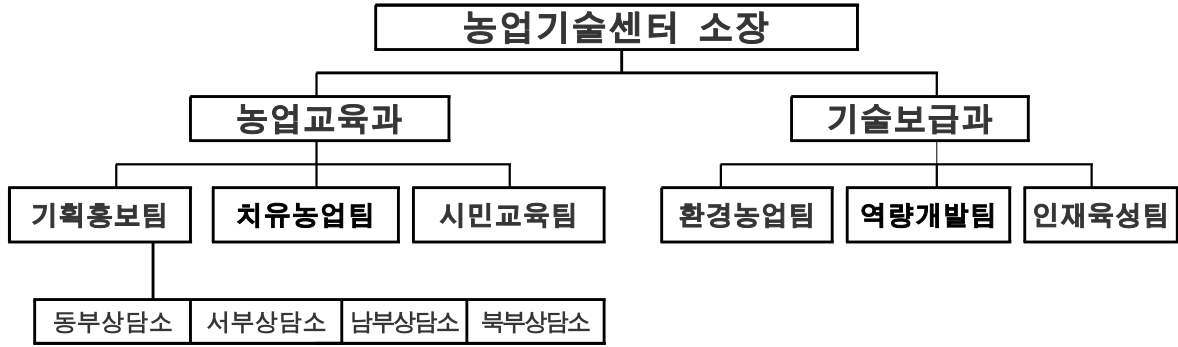 농업기술센터 소장
농업교육과 기술보급과
기획홍보팀 치유농업팀 시민교육팀 환경농업팀 역량개발팀 인재육성팀
동부상담소 서부상담소 남부상담소 북부상담소